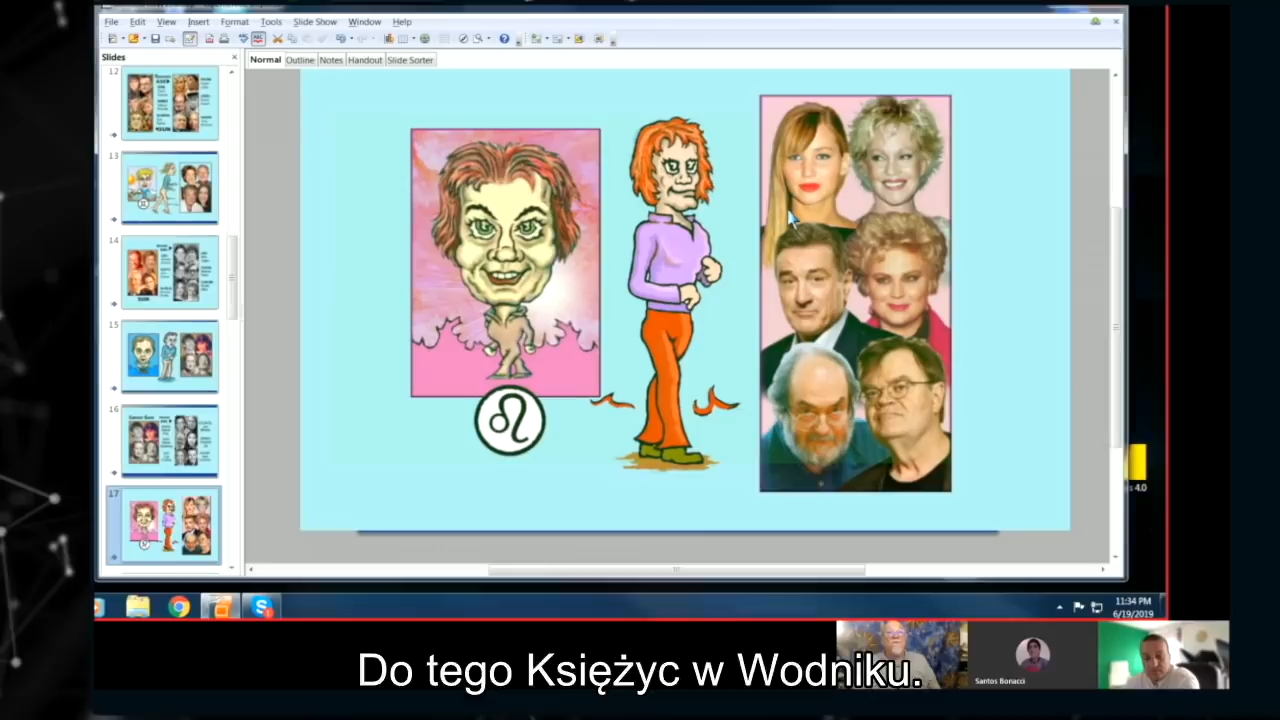 File Edit View Insert Format Tools Slide Show Window Help
Slides
Normal Outline Notes Handout Slide Sorter
12
13
14
15
16
17
11:34 PM
6/19/2019
Santos Bonacci
Do tego Księżyc w Wodniku.